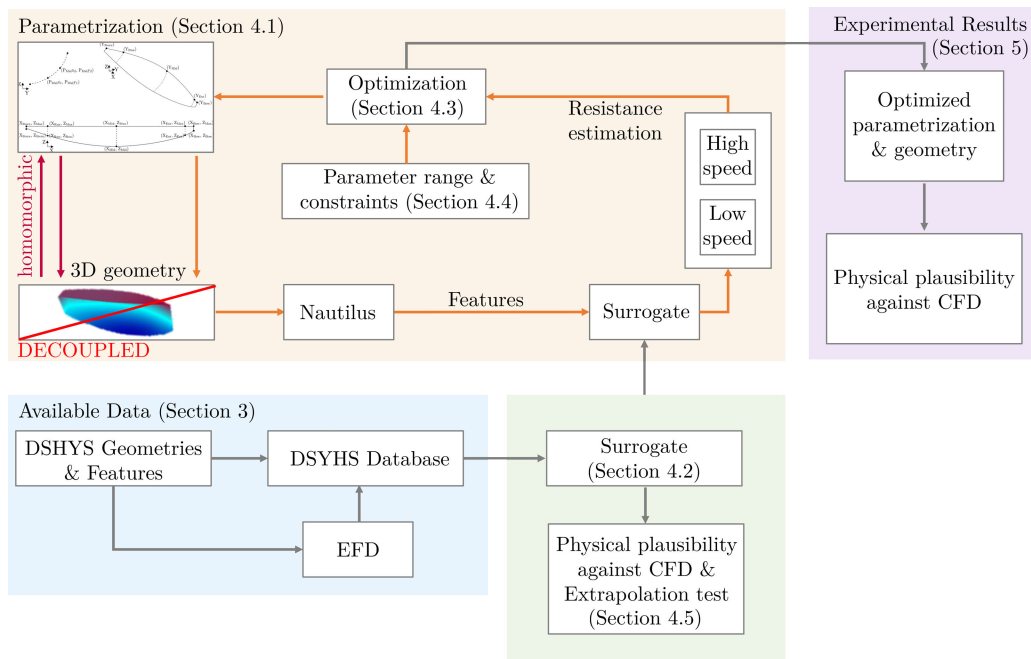 Parametrization (Section 4.1)
Optimization
(Section 4.3)
Parameter range &
constraints (Section 4.4)
Resistance
estimation
High
speed
Low
speed
homomorphic
3D geometry
DECOUPLED
Nautilus
Features
Surrogate
Experimental Results
(Section 5)
Optimized
parametrization
& geometry
Physical plausibility
against CFD
Available Data (Section 3)
DSHYS Geometries
& Features
DSYHS Database
EFD
Surrogate
(Section 4.2)
Physical plausibility
against CFD &
Extrapolation test
(Section 4.5)